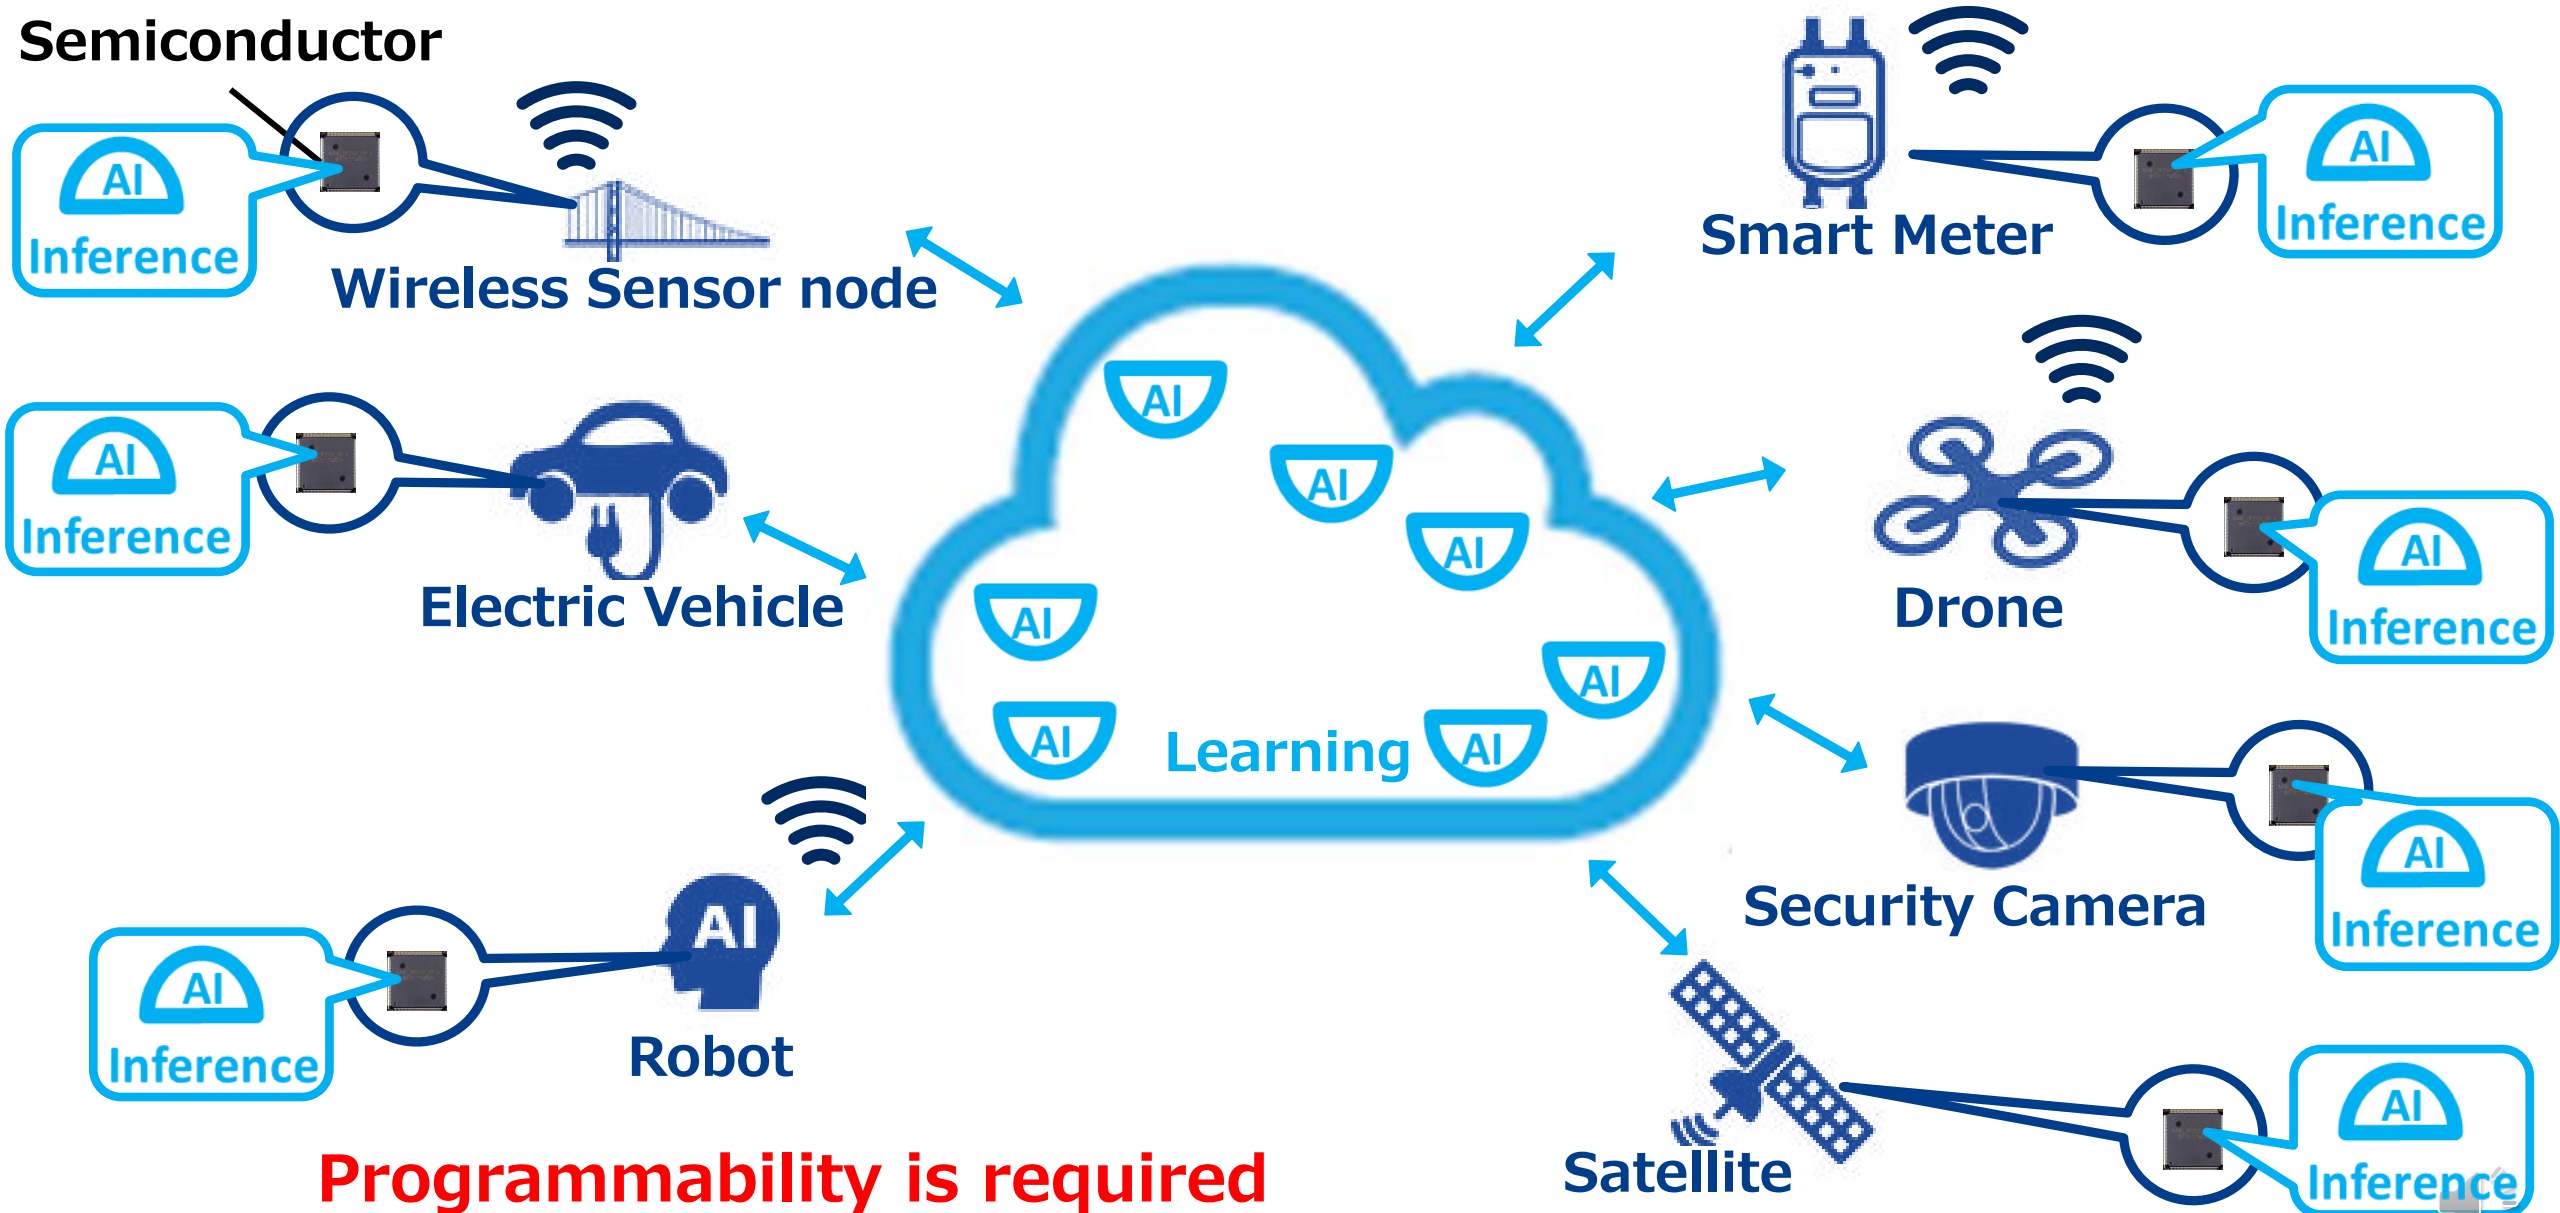 Semiconductor
AI
Inference
Wireless Sensor node
AI
Inference
Electric Vehicle
AI
Inference
AI
Robot
AI
AI
AI
AI
AI
AI
AI
Learning
Smart Meter
AI
Inference
Drone
AI
Inference
Security Camera
AI
Inference
Satellite
AI
Inference
Programmability is required